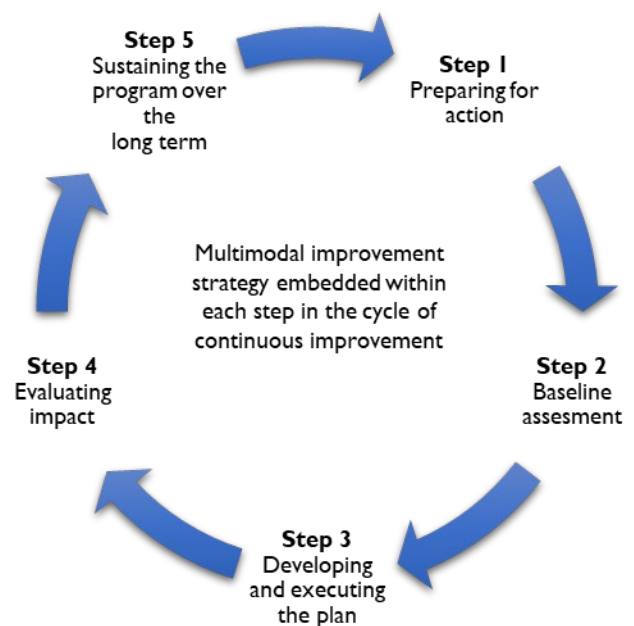 Step 5
Sustaining the
program over
the
long term
Step 1
Preparing for
action
Multimodal improvement
strategy embedded within
each step in the cycle of
continuous improvement
Step 2
Baseline
assesment
Step 4
Evaluating
impact
Step 3
Developing
and executing
the plan